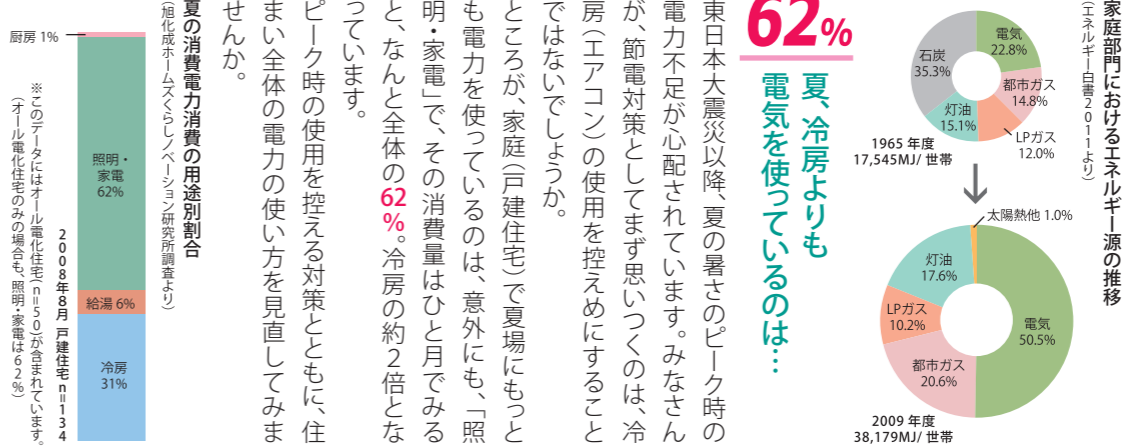 家庭部門におけるエネルギー源の推移
(エネルギー白書2011より)
電気
22.8%
都市ガス
14.8%
LPガス
12.0%
灯油
15.1%
石炭
35.3%
1965 年度
17,545MJ/ 世帯
太陽熱他 1.0%
電気
50.5%
都市ガス
20.6%
LPガス
10.2%
灯油
17.6%
2009 年度
38,179MJ/ 世帯
62%
夏、冷房よりも
電気を使っているのは…
東日本大震災以降、夏の暑さのピーク時の
電力不足が心配されています。みなさん
が、節電対策としてまず思いつくのは、冷
房(エアコン)の使用を控えめにすること
ではないでしょうか。
ところが、家庭(戸建住宅)で夏場にもっと
も電力を使っているのは、意外にも、「照
明・家電」で、その消費量はひと月でみる
と、なんと全体の62%。冷房の約2倍とな
っています。
ピーク時の使用を控える対策とともに、住
まい全体の電力の使い方を見直してみま
せんか。
夏の消費電力消費の用途別割合
(旭化成ホームズくらしノベーション研究所調査より)
厨房 1%
照明・
家電
62%
給湯 6%
冷房
31%
2008年8月 戸建住宅 n=134
※このデータにはオール電化住宅(n=50)が含まれています。
(オール電化住宅のみの場合も、照明・家電は62%)